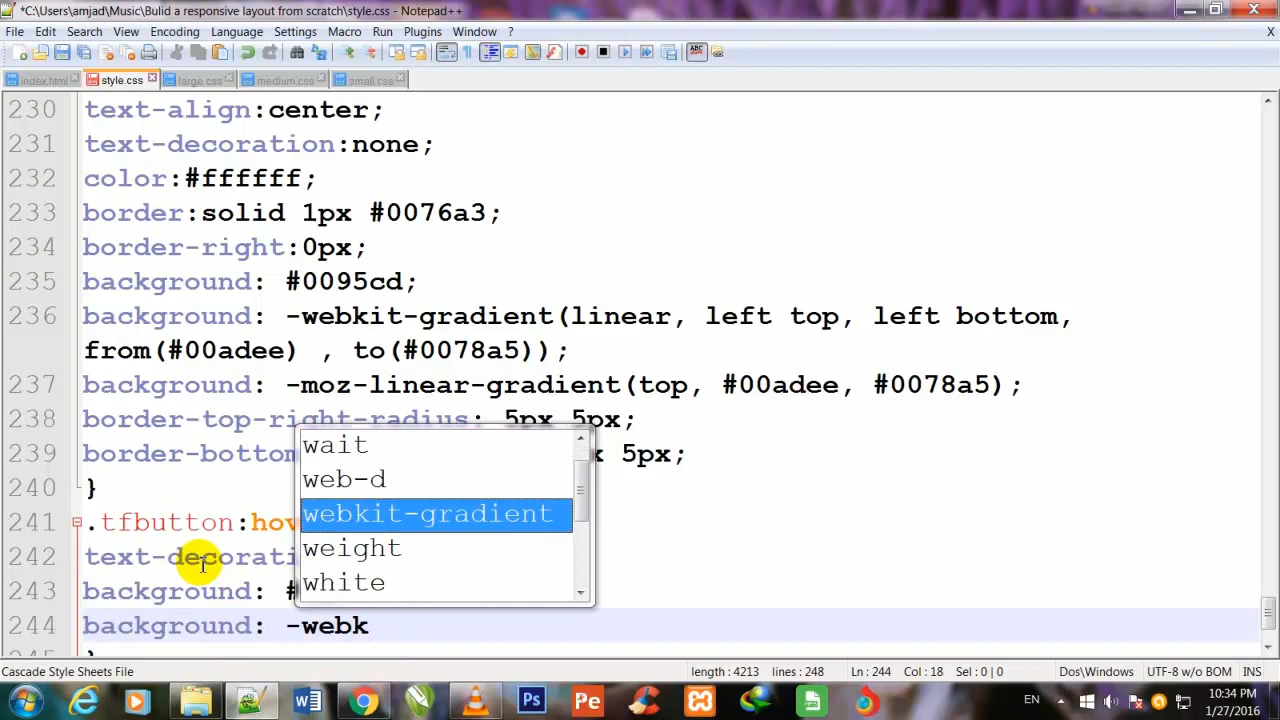 *C:\Users\amjad\Music\Bulid a responsive layout from scratch\style.css - Notepad++
File Edit Search View Encoding Language Settings Macro Run Plugins Window ? X
index.html style.css large.css medium.css small.css
230 text-align:center;
231 text-decoration:none;
232 color:#ffffff;
233 border:solid 1px #0076a3;
234 border-right:0px;
235 background: #0095cd;
236 background: -webkit-gradient(linear, left top, left bottom,
from(#00adee) , to(#0078a5));
237 background: -moz-linear-gradient(top, #00adee, #0078a5);
238 border-top-right-radius: 5px 5px;
239 border-bottom 5px;
240 }
241 .tfbutton:hov
242 text-decorati
243 background: #
244 background: -webk
wait
web-d
webkit-gradient
weight
white
Cascade Style Sheets File length : 4213 lines : 248 Ln : 244 Col : 18 Sel : 0 | 0 Dos\Windows UTF-8 w/o BOM INS
EN 10:34 PM
1/27/2016